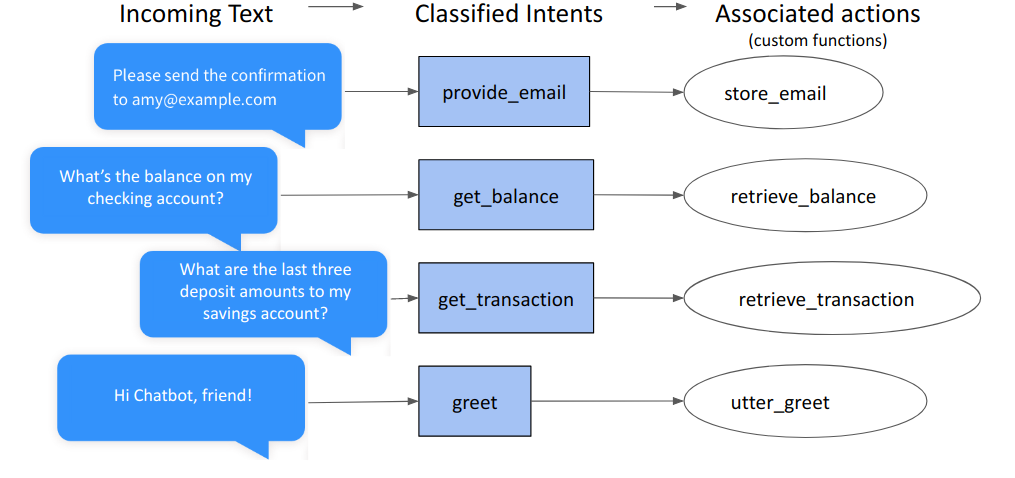 Incoming Text
Classified Intents
Associated actions
(custom functions)
Please send the confirmation
to amy@example.com
provide_email
store_email
What's the balance on my
checking account?
get_balance
retrieve_balance
What are the last three
deposit amounts to my
savings account?
get_transaction
retrieve_transaction
Hi Chatbot, friend!
greet
utter_greet